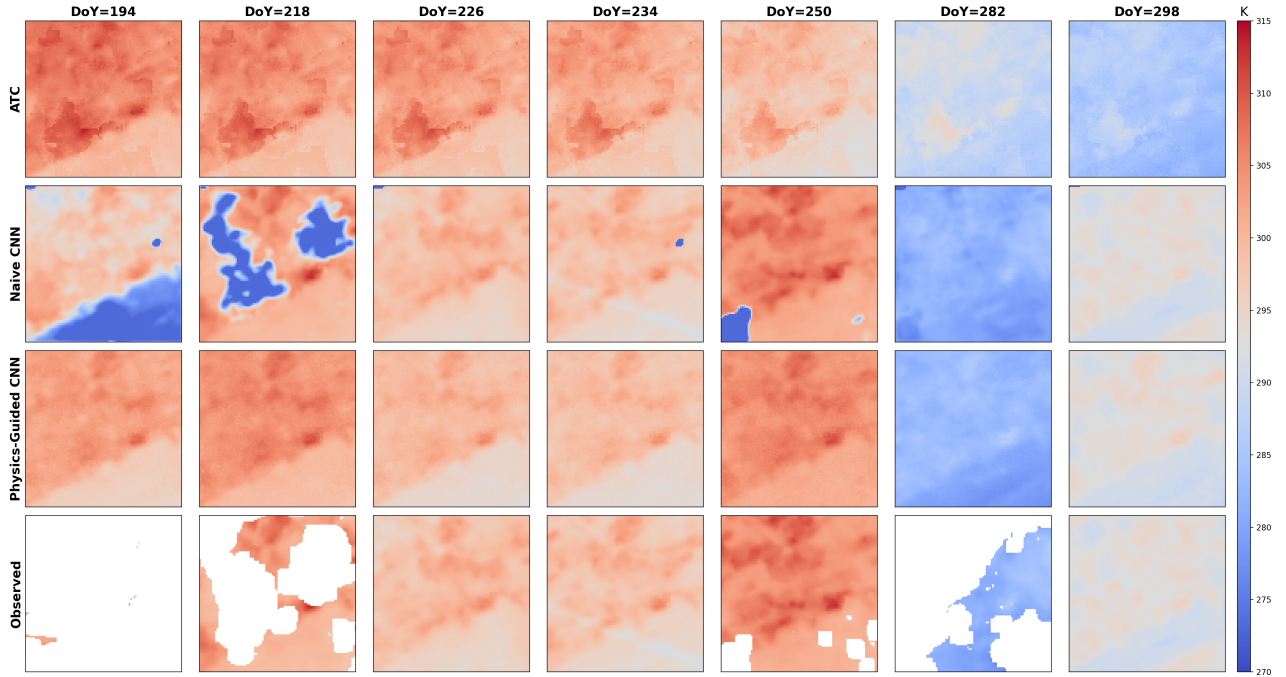 DoY=194 DoY=218 DoY=226 DoY=234 DoY=250 DoY=282 DoY=298 K
ATC
Naive CNN
Physics-Guided CNN
Observed
315
310
305
300
295
290
285
280
275
270